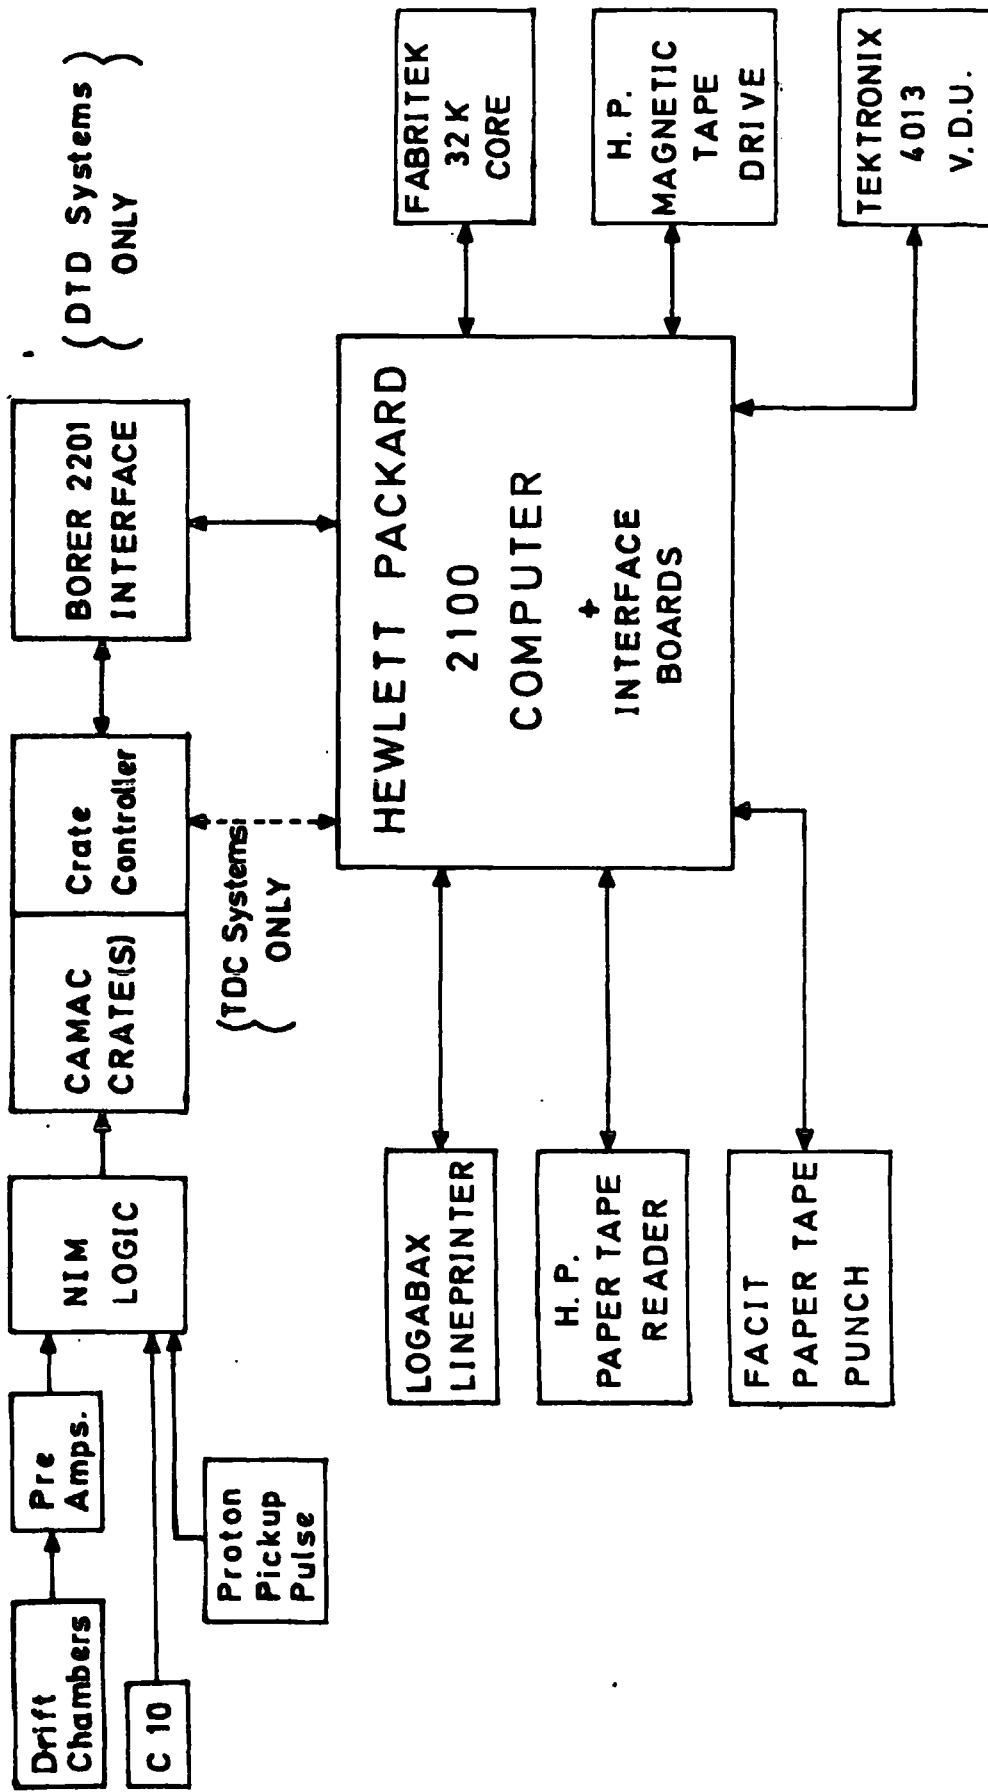 Drift
Chambers
Pre
Amps.
C 10
Proton
Pickup
Pulse
NIM
LOGIC
CAMAC
CRATE(S)
Crate
Controller
BORER 2201
INTERFACE
(DTD Systems)
ONLY
(TDC Systems
ONLY
HEWLETT PACKARD
2100
COMPUTER
+
INTERFACE
BOARDS
LOGABAX
LINEPRINTER
H. P.
PAPER TAPE
READER
FACIT
PAPER TAPE
PUNCH
FABRITEK
32 K
CORE
H. P.
MAGNETIC
TAPE
DRIVE
TEKTRONIX
4013
V. D. U.